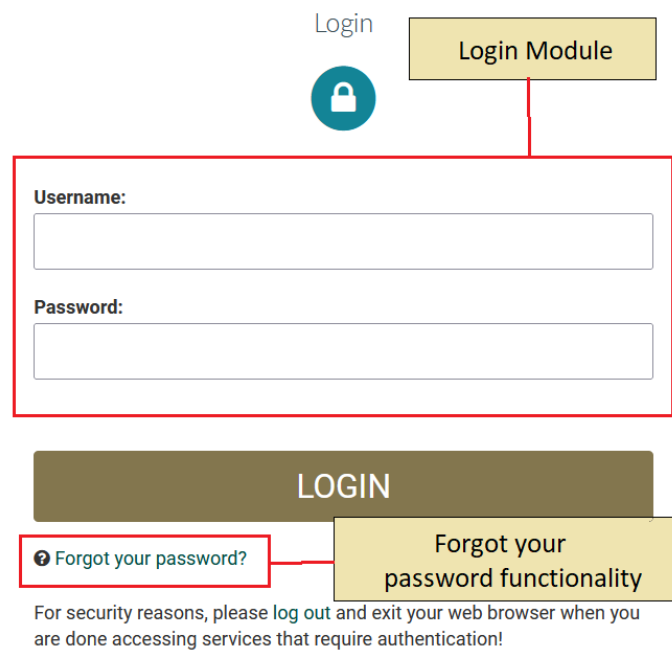 Login
Login Module
Username:
Password:
LOGIN
Forgot your password?
Forgot your
password functionality
For security reasons, please log out and exit your web browser when you
are done accessing services that require authentication!